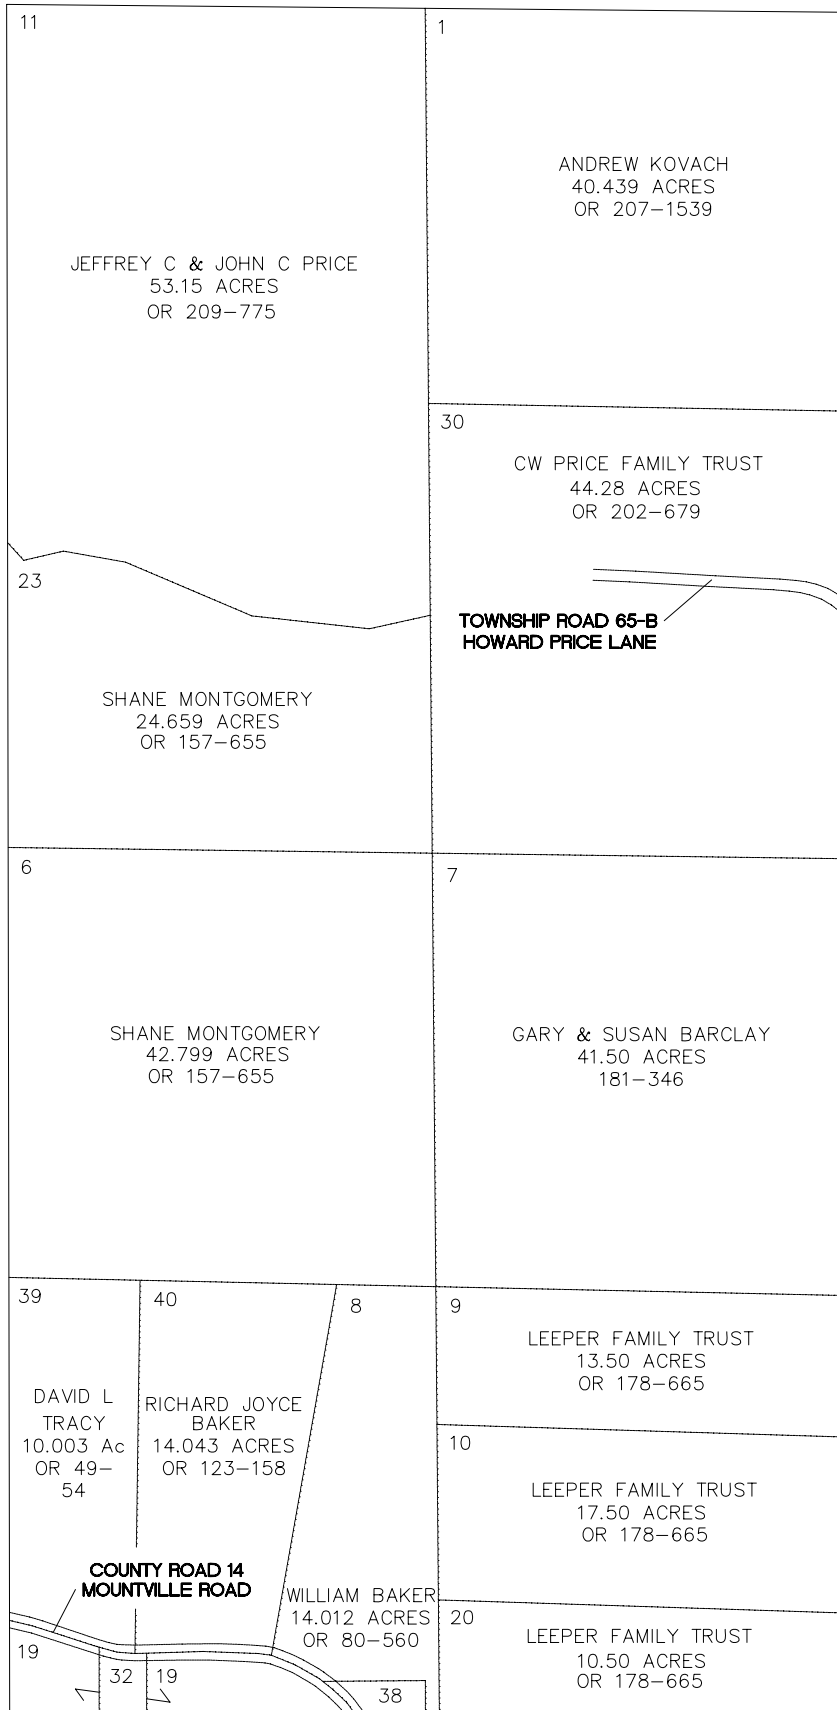 11
1
ANDREW KOVACH
40.439 ACRES
OR 207-1539
JEFFREY C & JOHN C PRICE
53.15 ACRES
OR 209-775
30
CW PRICE FAMILY TRUST
44.28 ACRES
OR 202-679
23
TOWNSHIP ROAD 65-B
HOWARD PRICE LANE
SHANE MONTGOMERY
24.659 ACRES
OR 157-655
6
7
SHANE MONTGOMERY
42.799 ACRES
OR 157-655
GARY & SUSAN BARCLAY
41.50 ACRES
181-346
39
40
8
9
LEEPER FAMILY TRUST
13.50 ACRES
OR 178-665
DAVID L
TRACY
10.003 Ac
OR 49-
54
RICHARD JOYCE
BAKER
14.043 ACRES
OR 123-158
10
LEEPER FAMILY TRUST
17.50 ACRES
OR 178-665
COUNTY ROAD 14
MOUNTVILLE ROAD
WILLIAM BAKER
14.012 ACRES
OR 80-560
20
LEEPER FAMILY TRUST
10.50 ACRES
OR 178-665
19
32
19
38